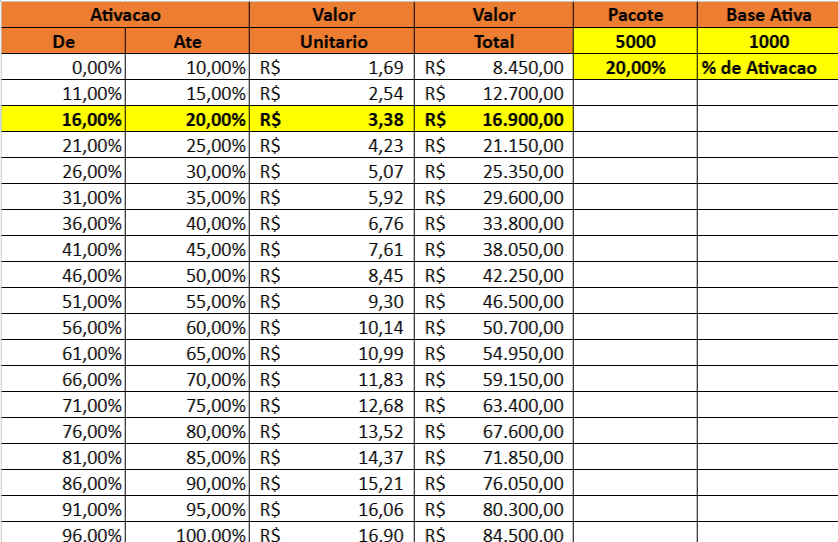 Ativacao Valor Valor Pacote Base Ativa
De Ate Unitario Total 5000 1000
0,00% 10,00% R$ 1,69 R$ 8.450,00 20,00% % de Ativacao
11,00% 15,00% R$ 2,54 R$ 12.700,00
16,00% 20,00% R$ 3,38 R$ 16.900,00
21,00% 25,00% R$ 4,23 R$ 21.150,00
26,00% 30,00% R$ 5,07 R$ 25.350,00
31,00% 35,00% R$ 5,92 R$ 29.600,00
36,00% 40,00% R$ 6,76 R$ 33.800,00
41,00% 45,00% R$ 7,61 R$ 38.050,00
46,00% 50,00% R$ 8,45 R$ 42.250,00
51,00% 55,00% R$ 9,30 R$ 46.500,00
56,00% 60,00% R$ 10,14 R$ 50.700,00
61,00% 65,00% R$ 10,99 R$ 54.950,00
66,00% 70,00% R$ 11,83 R$ 59.150,00
71,00% 75,00% R$ 12,68 R$ 63.400,00
76,00% 80,00% R$ 13,52 R$ 67.600,00
81,00% 85,00% R$ 14,37 R$ 71.850,00
86,00% 90,00% R$ 15,21 R$ 76.050,00
91,00% 95,00% R$ 16,06 R$ 80.300,00
96,00% 100,00% R$ 16,90 R$ 84.500,00